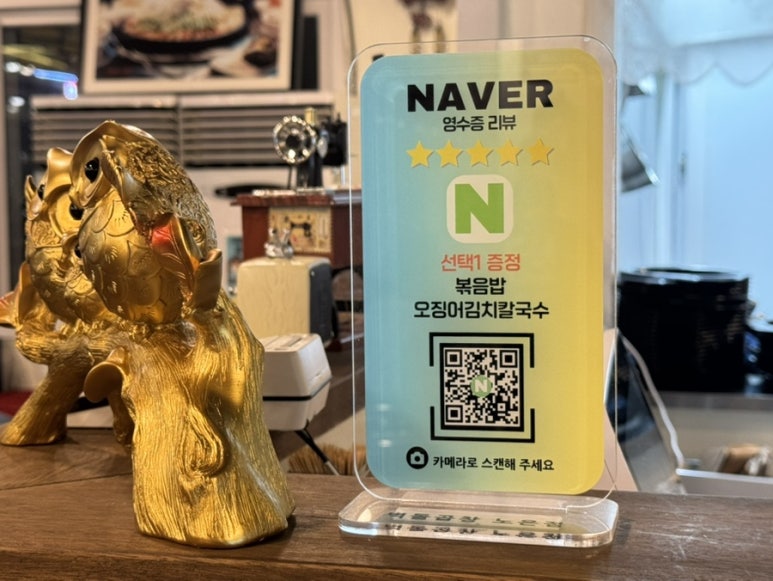 NAVER
영수증 리뷰
N
선택1 증정
볶음밥
오징어김치칼국수
N
카메라로 스캔해 주세요